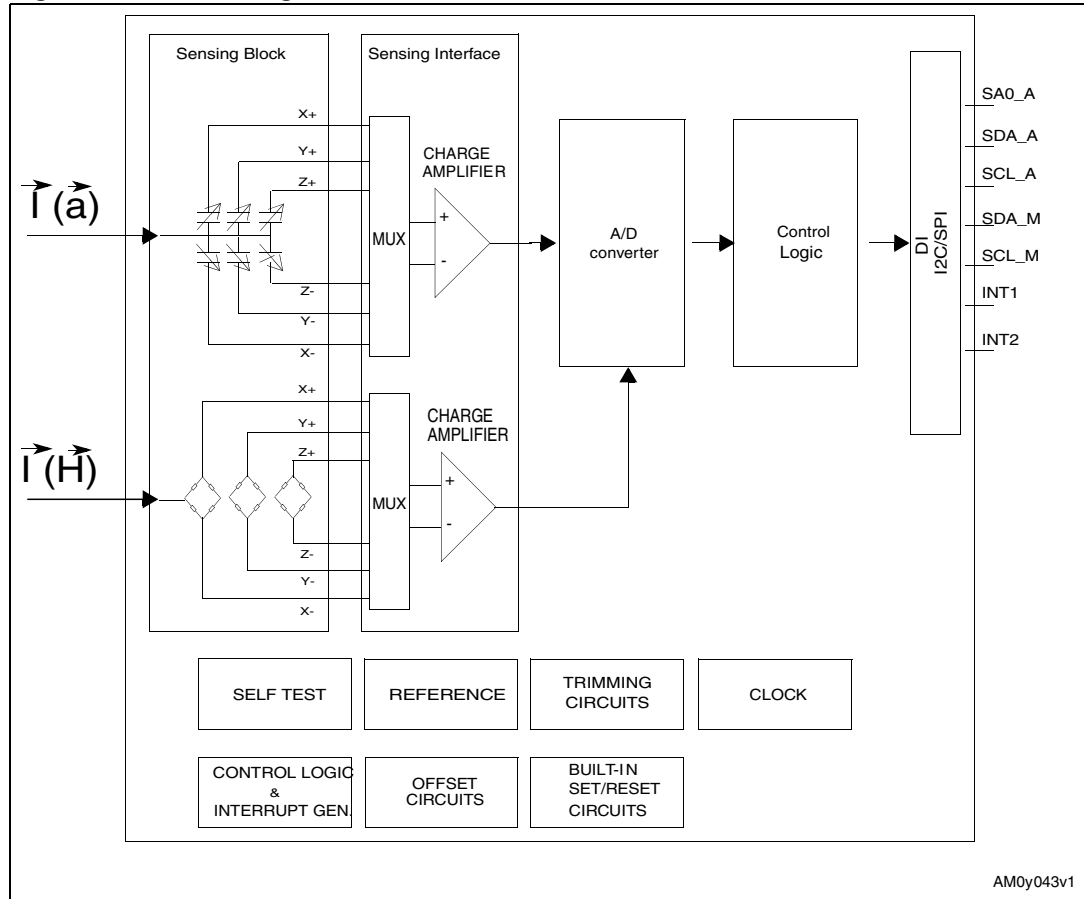 Sensing Block
Sensing Interface
X+
Y+
Z+
CHARGE
AMPLIFIER
I (a)
+
-
MUX
Z-
Y-
X-
A/D
converter
Control
Logic
DI
I2C/SPI
SA0_A
SDA_A
SCL_A
SDA_M
SCL_M
INT1
INT2
X+
Y+
Z+
CHARGE
AMPLIFIER
I (H)
+
-
MUX
Z-
Y-
X-
SELF TEST
REFERENCE
TRIMMING
CIRCUITS
CLOCK
CONTROL LOGIC
&
INTERRUPT GEN.
OFFSET
CIRCUITS
BUILT-IN
SET/RESET
CIRCUITS
AM0y043v1